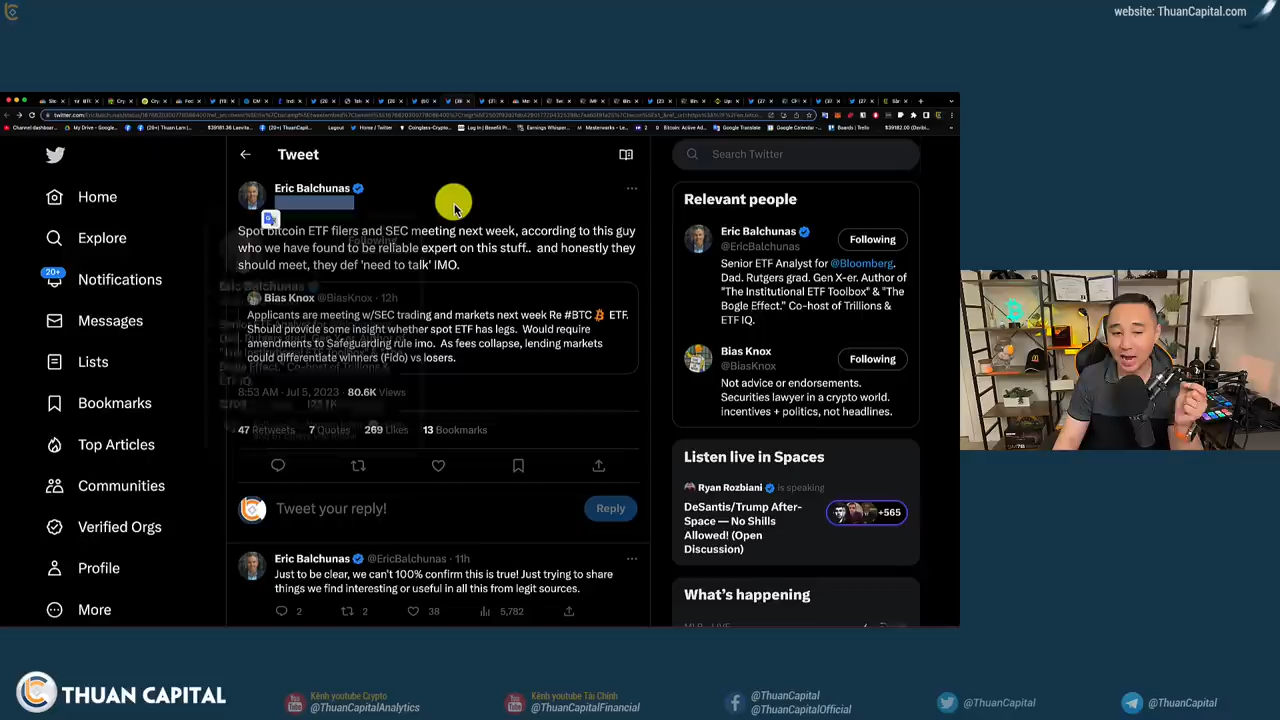 website: ThuanCapital.com
Tweet
Search Twitter
Home
Explore
20+
Notifications
Messages
Lists
Bookmarks
Top Articles
Communities
Verified Orgs
Profile
More
Eric Balchunas
Spot bitcoin ETF filers and SEC meeting next week, according to this guy
who we have found to be reliable expert on this stuff.. and honestly they
should meet, they def 'need to talk' IMO.
Bias Knox @BiasKnox · 12h
Applicants are meeting w/SEC trading and markets next week Re #BTC ETF.
Should provide some insight whether spot ETF has legs. Would require
amendments to Safeguarding rule imo. As fees collapse, lending markets
could differentiate winners (Fido) vs losers.
8:53 AM · Jul 5, 2023 80.6K Views
47 Retweets 7 Quotes 269 Likes 13 Bookmarks
Tweet your reply!
Reply
Eric Balchunas @EricBalchunas · 11h
Just to be clear, we can't 100% confirm this is true! Just trying to share
things we find interesting or useful in all this from legit sources.
2 2 38 5,782
Relevant people
Eric Balchunas
@EricBalchunas
Following
Senior ETF Analyst for @Bloomberg.
Dad. Rutgers grad. Gen X-er. Author of
"The Institutional ETF Toolbox" & "The
Bogle Effect." Co-host of Trillions &
ETF IQ.
Bias Knox
@BiasKnox
Following
Not advice or endorsements.
Securities lawyer in a crypto world.
incentives + politics, not headlines.
Listen live in Spaces
Ryan Rozbiani is speaking
DeSantis/Trump After-
Space — No Shills
Allowed! (Open
Discussion)
+565
What's happening
THUAN CAPITAL
Kênh youtube Crypto
@ThuanCapitalAnalytics
Kênh youtube Tài Chính
@ThuanCapitalFinancial
@ThuanCapital
@ThuanCapitalOfficial
@ThuanCapital
@ThuanCapital